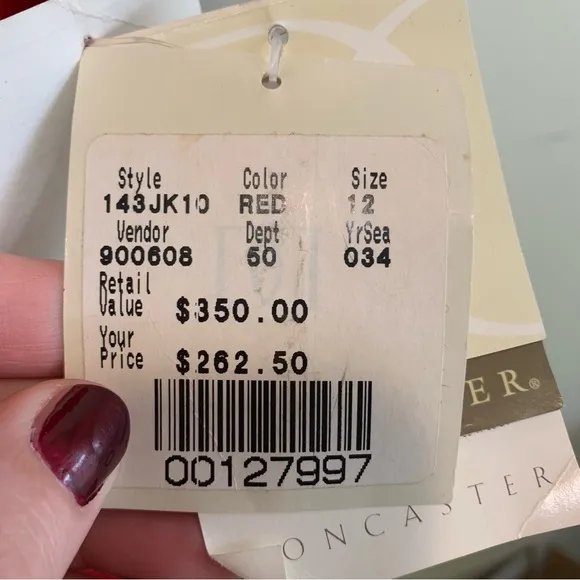 Style Color Size
143JK10 RED 12
Vendor Dept YrSea
900608 50 034
Retail
Value $350.00
Your
Price $262.50
00127997
ER®
ONCASTER